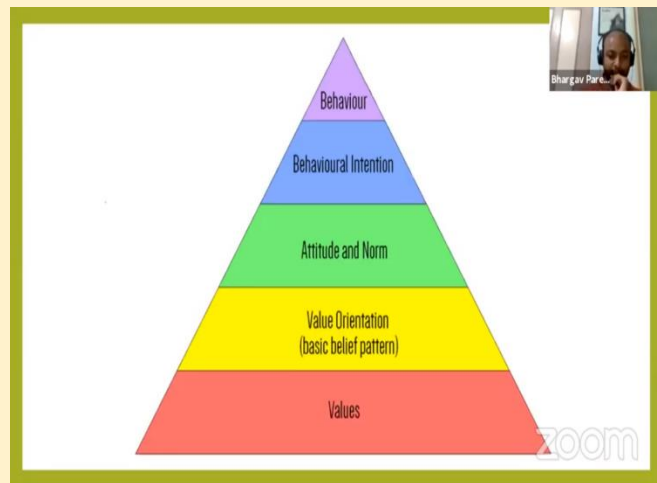 Bhargav Pare...
Behaviour
Behavioural Intention
Attitude and Norm
Value Orientation
(basic belief pattern)
Values
zoom